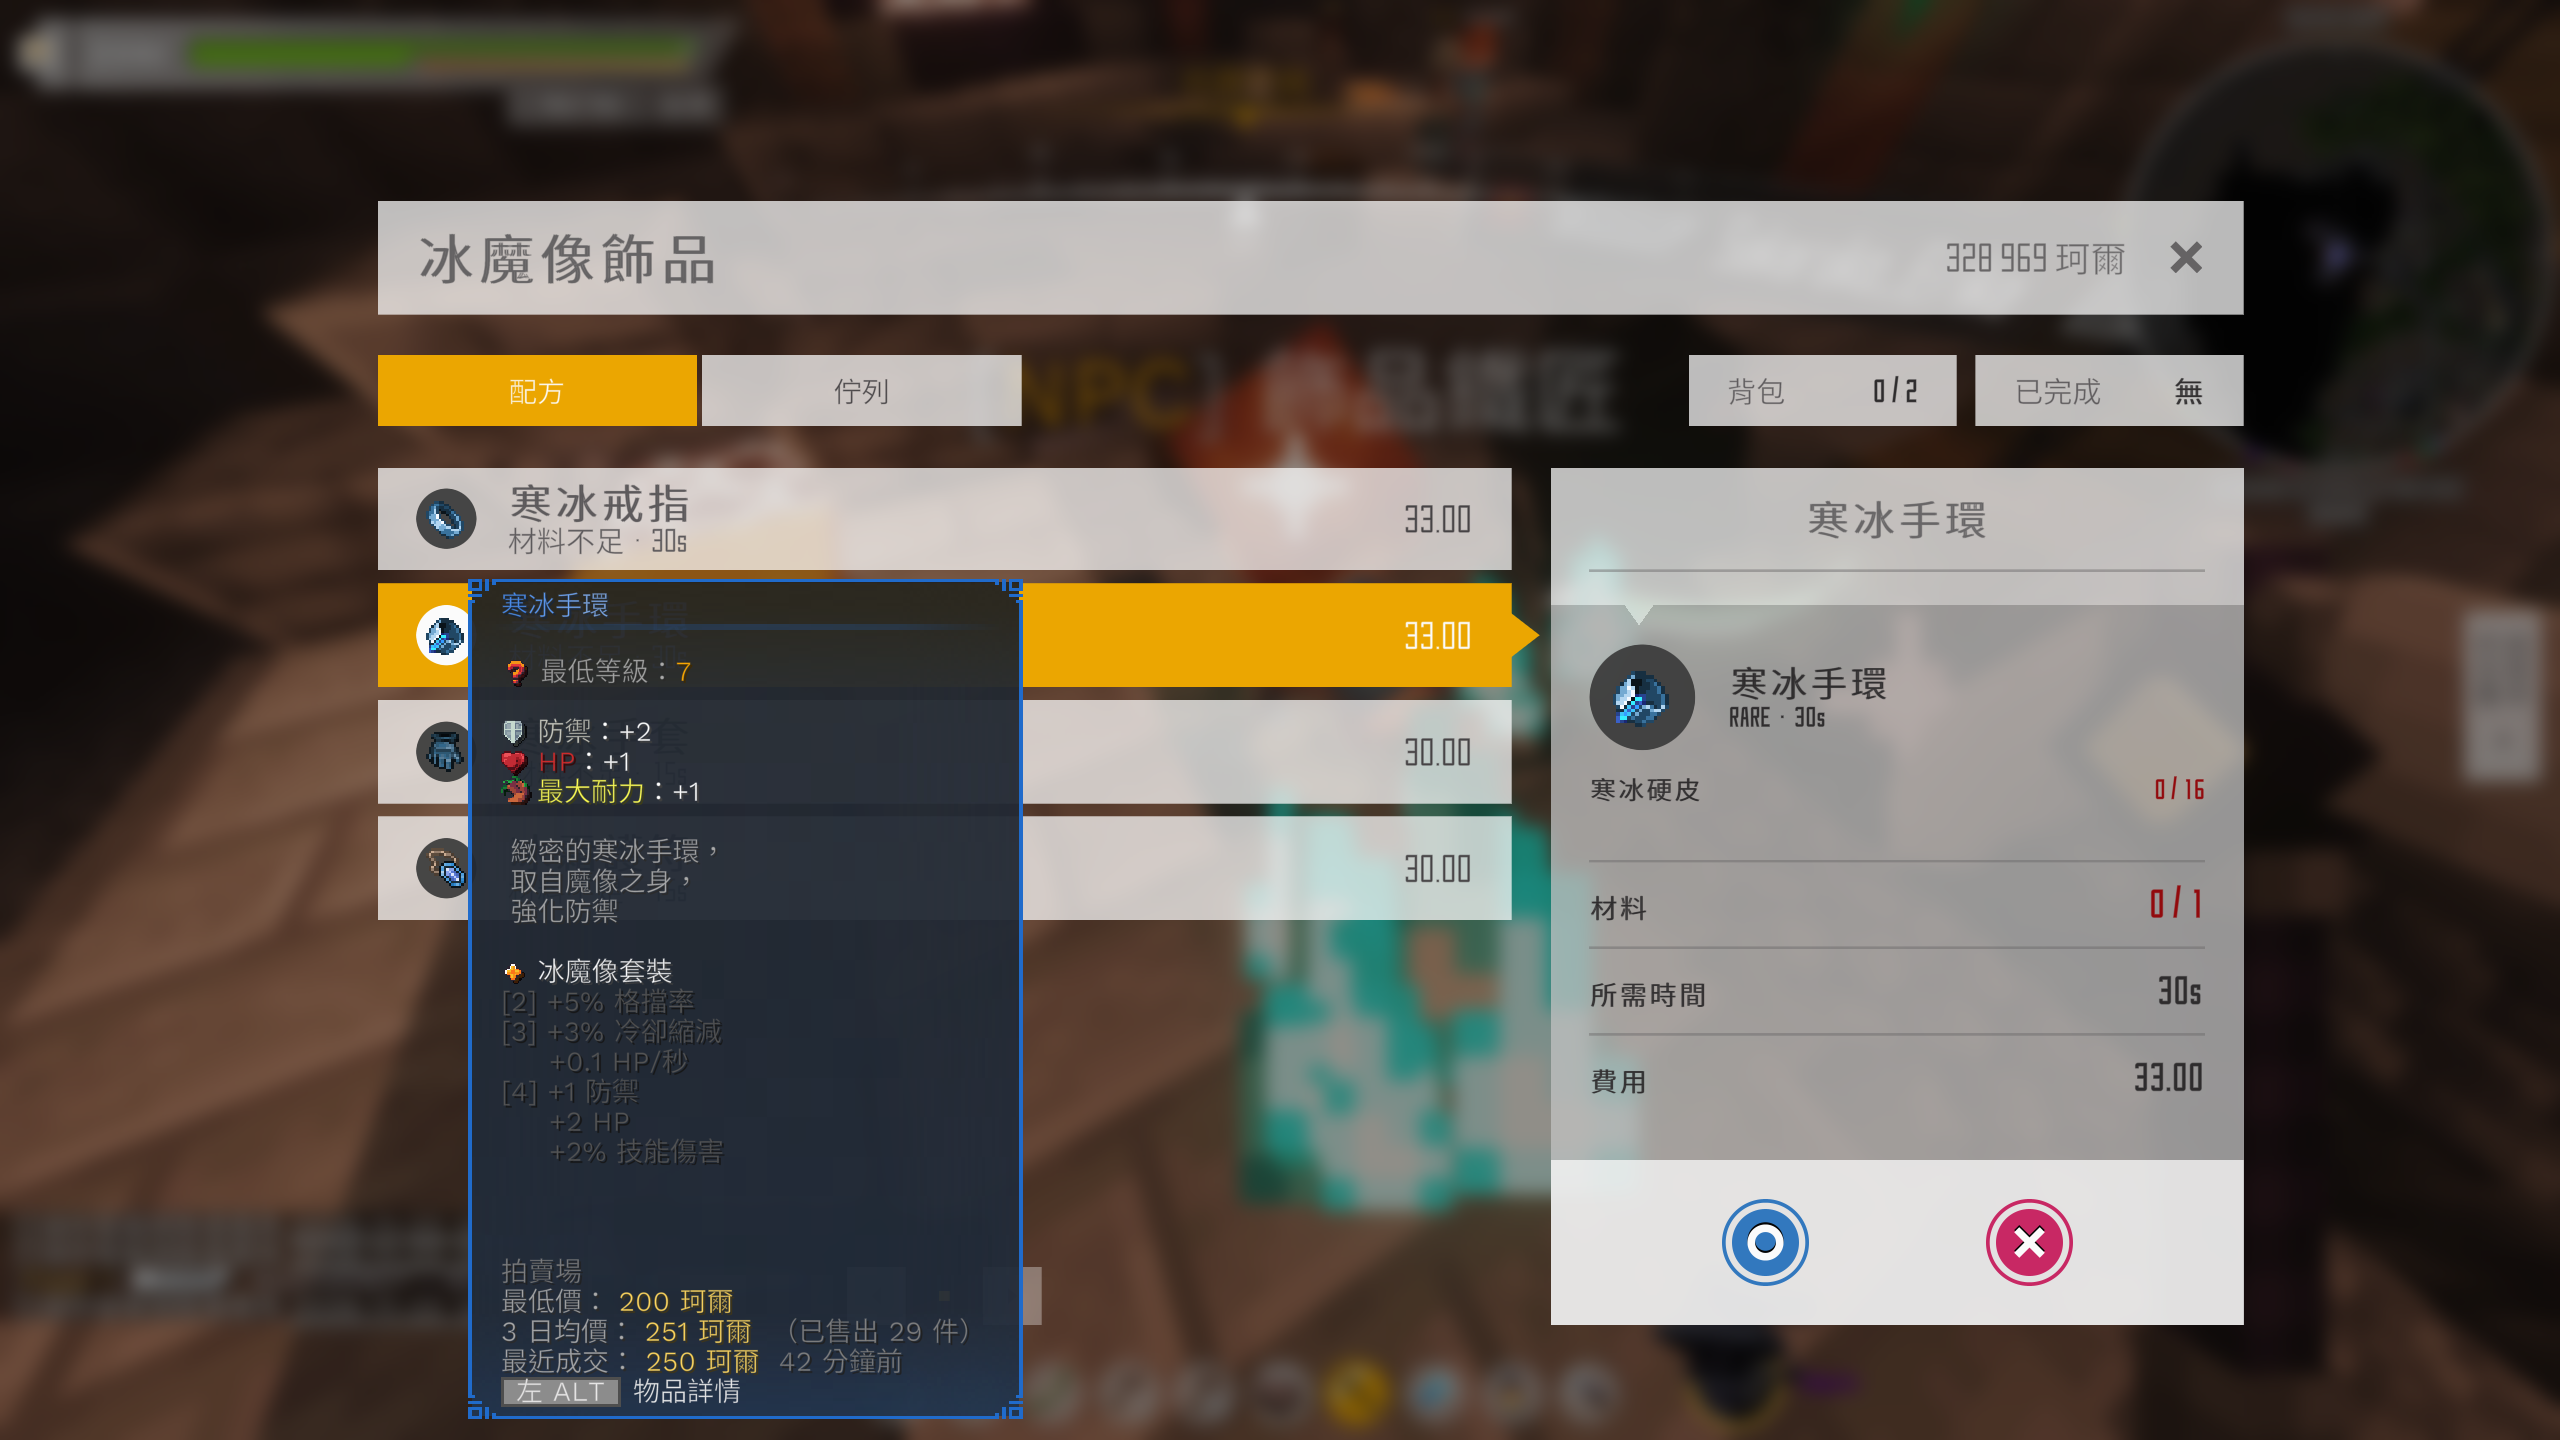 冰魔像飾品
328 969 珂爾
配方
佇列
背包 0/2
已完成 無
寒冰戒指
材料不足 · 30s
33.00
33.00
30.00
30.00
寒冰手環
最低等級：7
防禦：+2
HP：+1
最大耐力：+1
緻密的寒冰手環，
取自魔像之身，
強化防禦
冰魔像套裝
[2] +5% 格擋率
[3] +3% 冷卻縮減
+0.1 HP/秒
[4] +1 防禦
+2 HP
+2% 技能傷害
拍賣場
最低價： 200 珂爾
3 日均價： 251 珂爾 （已售出 29 件）
最近成交： 250 珂爾 42 分鐘前
左 ALT 物品詳情
寒冰手環
寒冰手環
RARE · 30s
寒冰硬皮 0/16
材料 0/1
所需時間 30s
費用 33.00